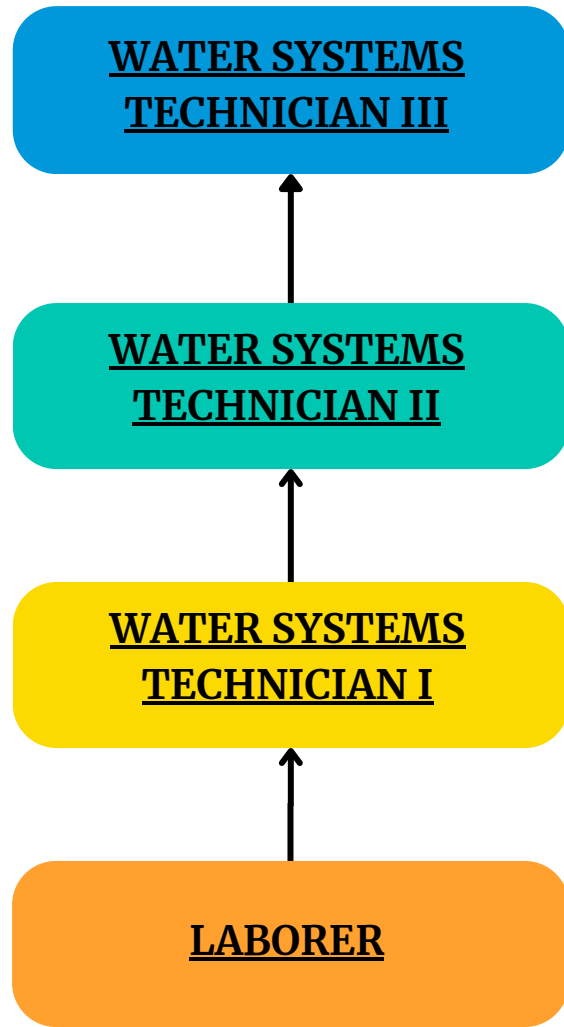 WATER SYSTEMS
TECHNICIAN III
WATER SYSTEMS
TECHNICIAN II
WATER SYSTEMS
TECHNICIAN I
LABORER